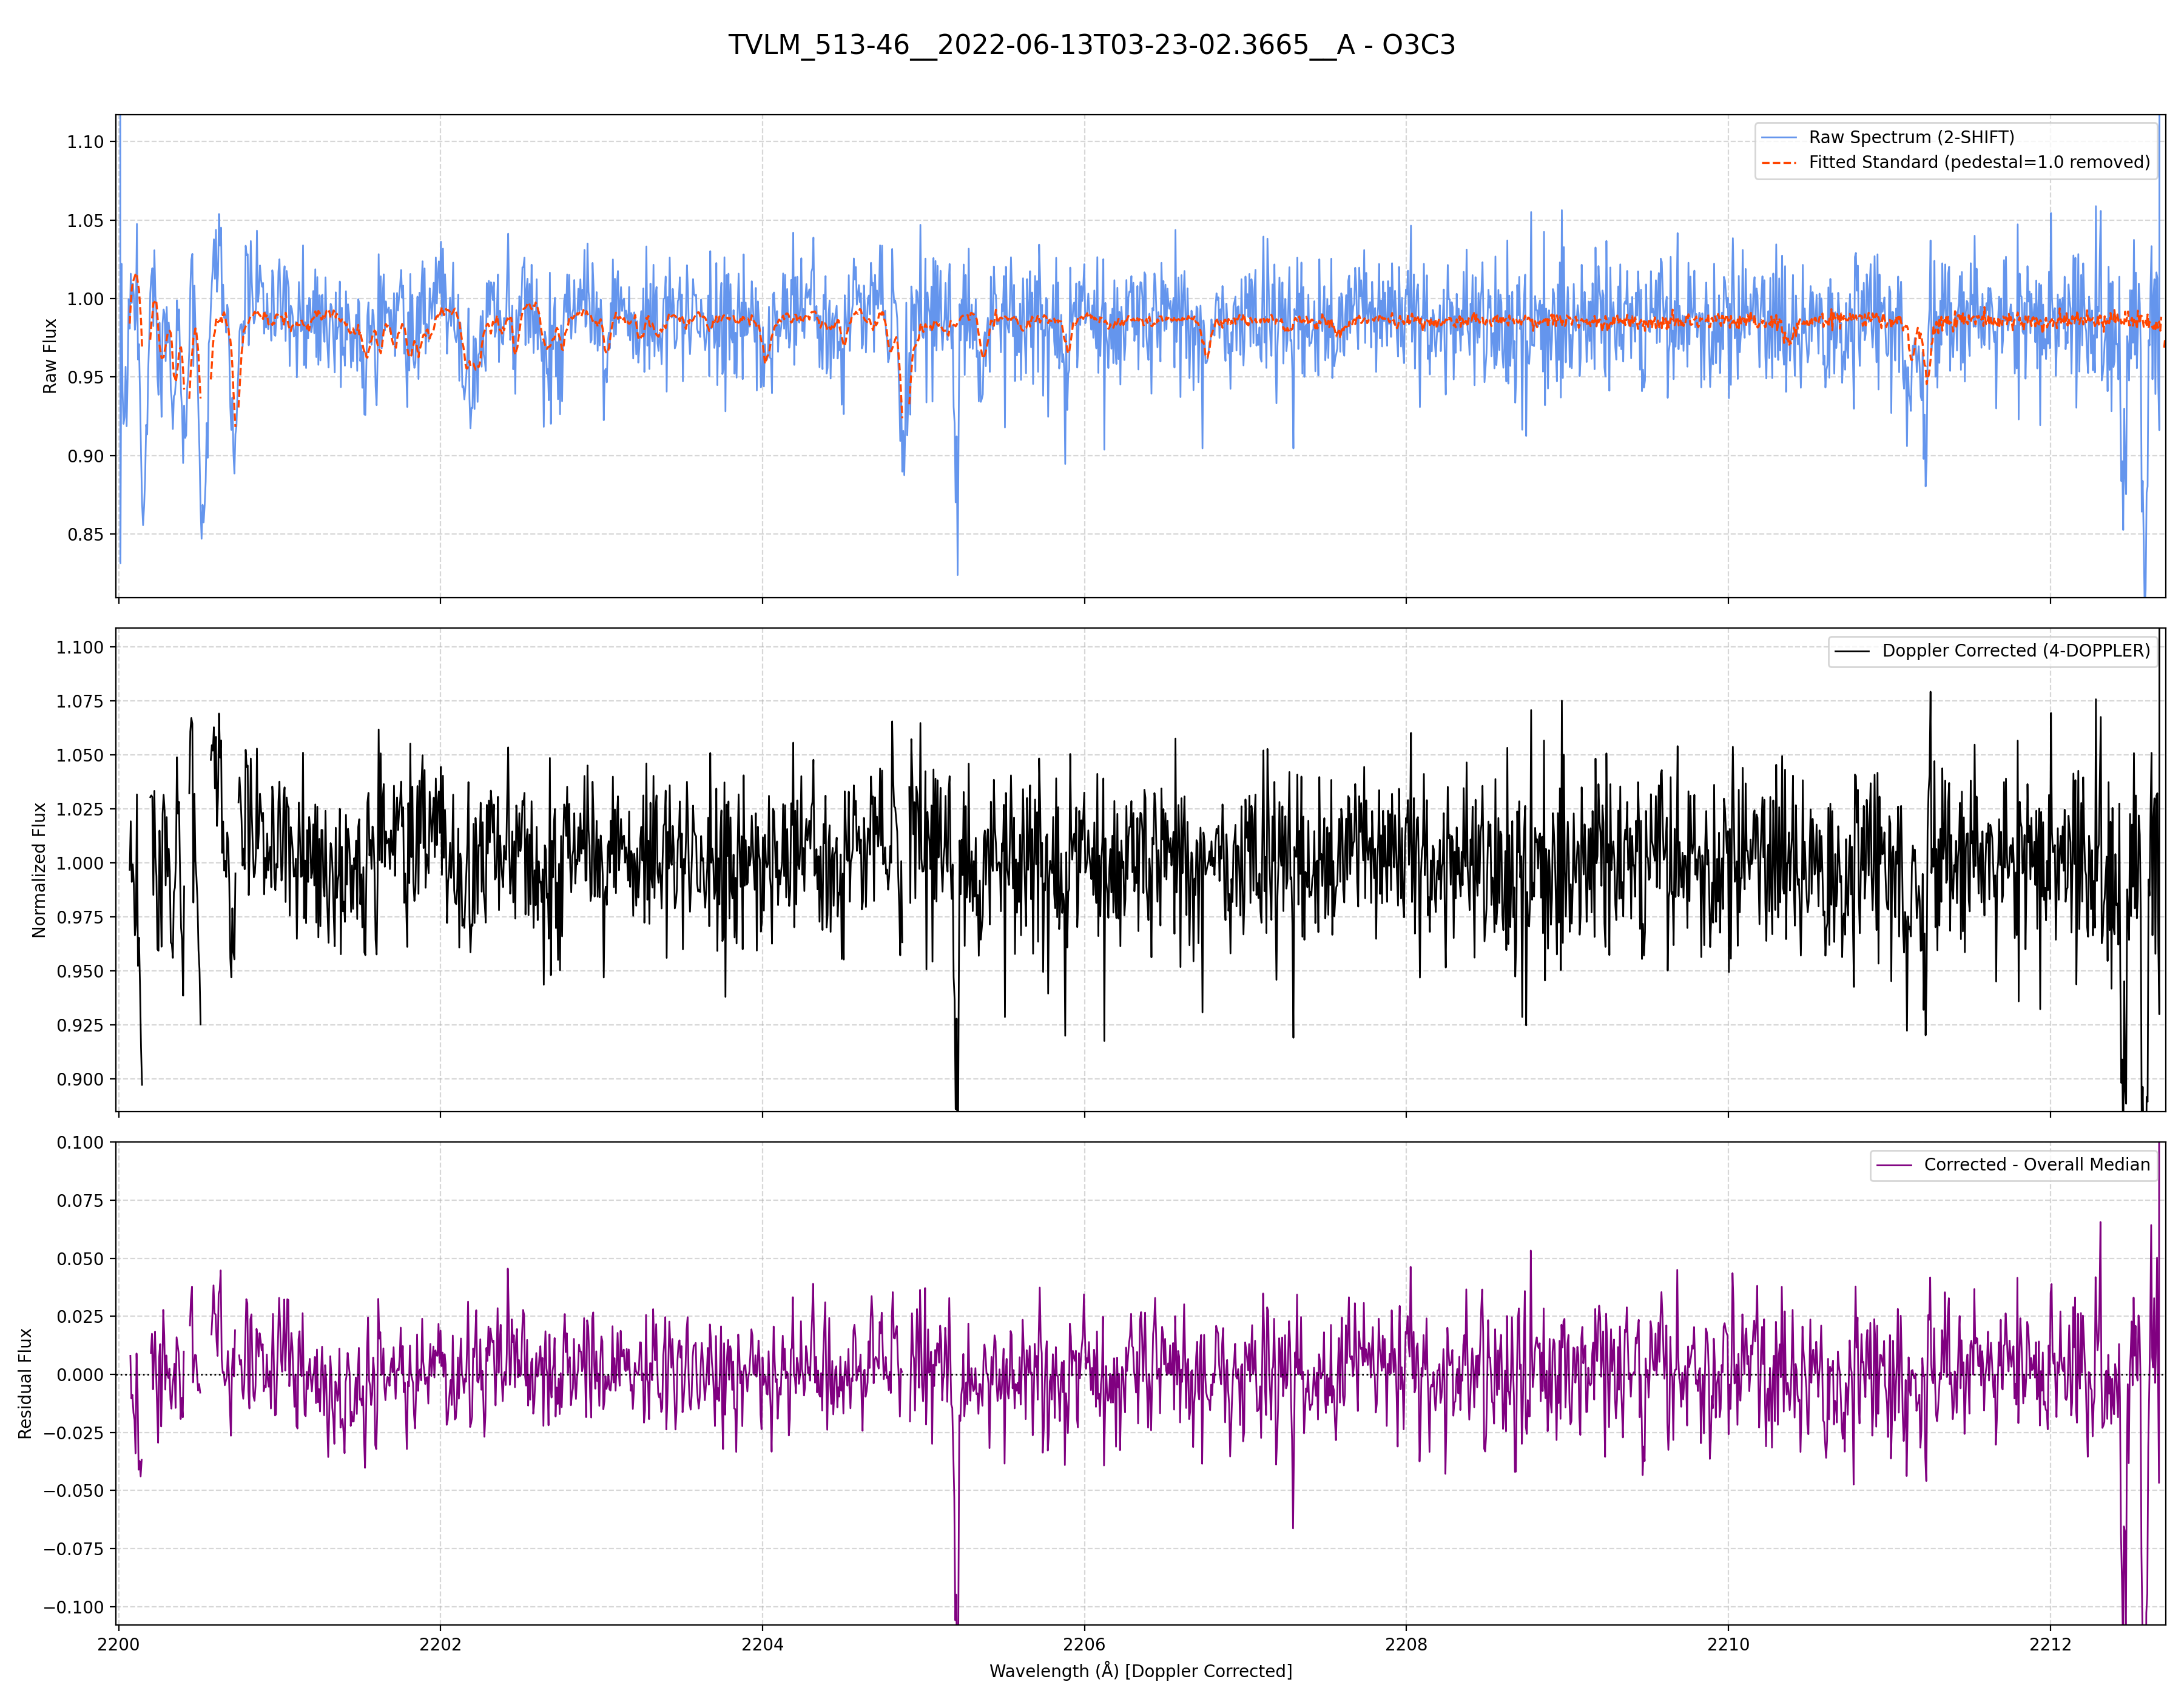 TVLM_513-46__2022-06-13T03-23-02.3665__A - O3C3
Raw Flux
1.10
1.05
1.00
0.95
0.90
0.85
Raw Spectrum (2-SHIFT)
Fitted Standard (pedestal=1.0 removed)
Normalized Flux
1.100
1.075
1.050
1.025
1.000
0.975
0.950
0.925
0.900
Doppler Corrected (4-DOPPLER)
Residual Flux
0.100
0.075
0.050
0.025
0.000
−0.025
−0.050
−0.075
−0.100
Corrected - Overall Median
2200 2202 2204 2206 2208 2210 2212
Wavelength (Å) [Doppler Corrected]